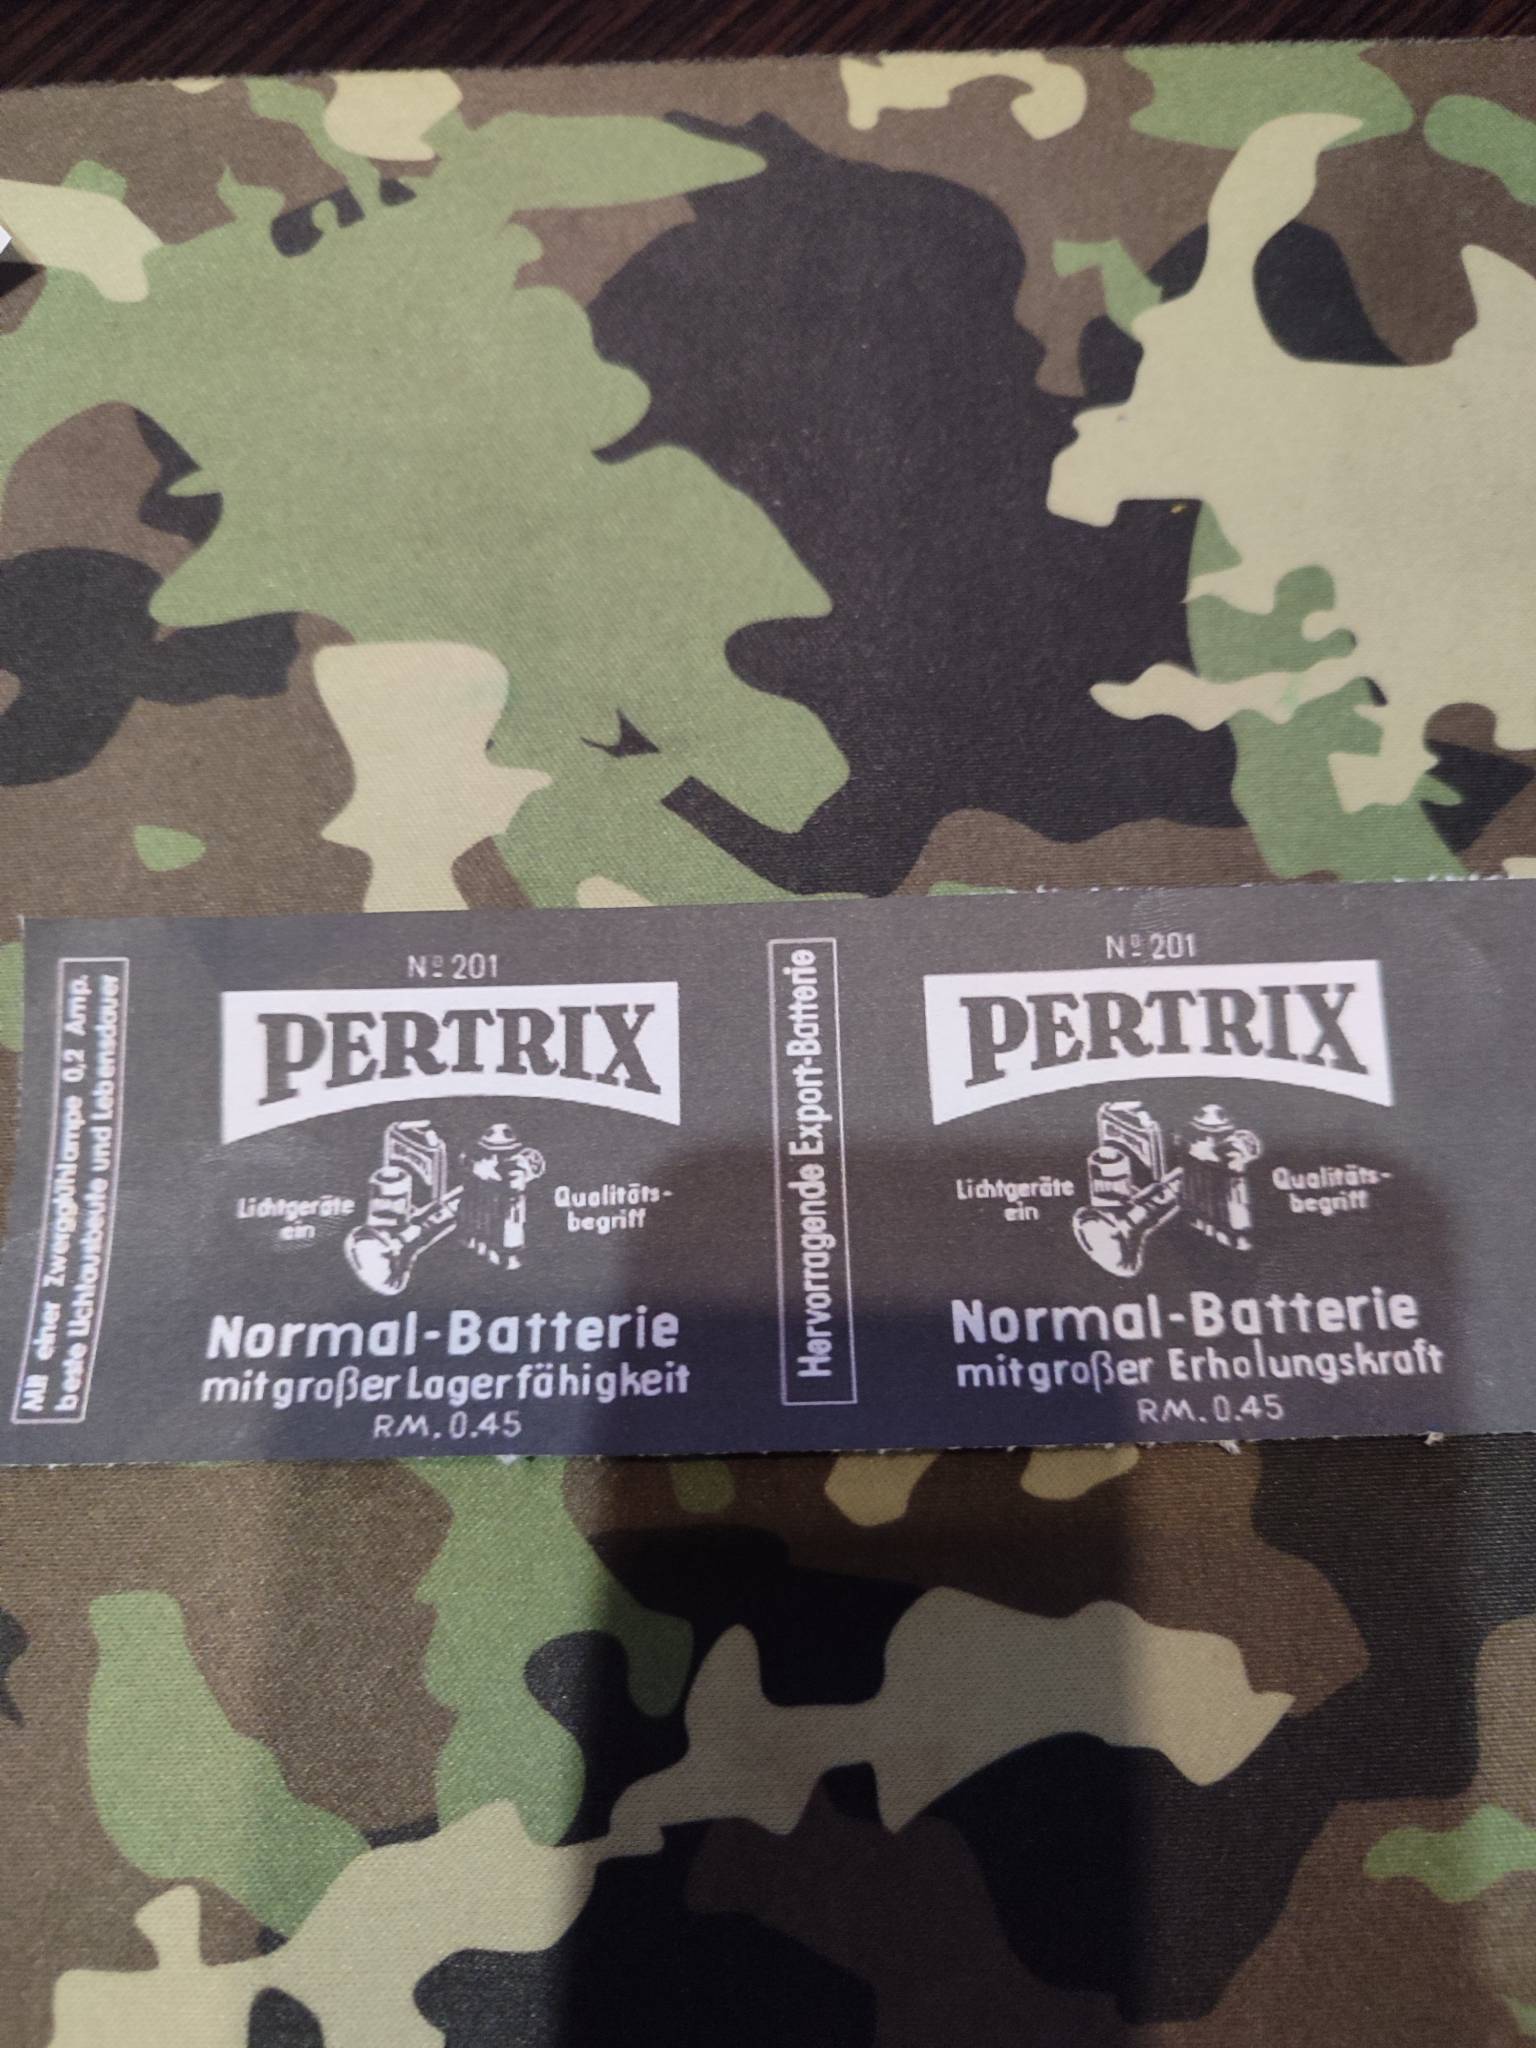 Mit einer Zwergglühlampe 0,2 Amp.
beste Lichtausbeute und Lebensdauer
Nº 201
PERTRIX
Lichtgeräte
ein
Qualitäts-
begriff
Normal-Batterie
mit großer Lagerfähigkeit
RM. 0.45
Hervorragende Export-Batterie
Nº 201
PERTRIX
Lichtgeräte
ein
Qualitäts-
begriff
Normal-Batterie
mit großer Erholungskraft
RM. 0.45